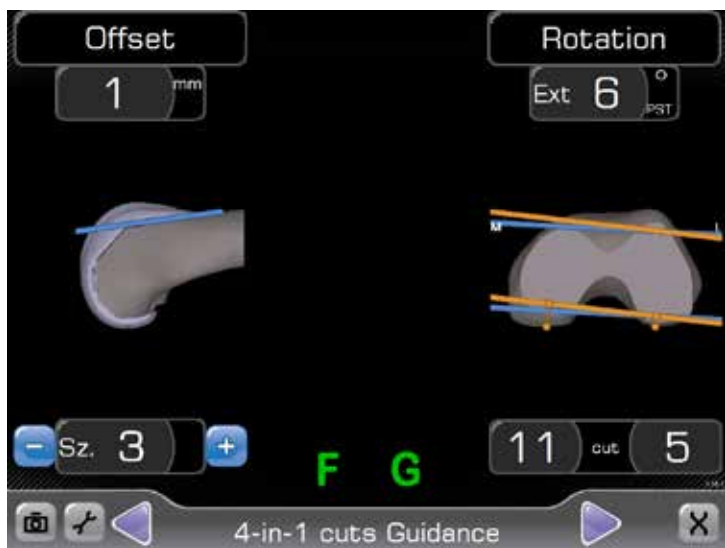 Offset
Rotation
1 mm
Ext 6 ° PST
M L
Sz. 3
11 cut 5
F G
4-in-1 cuts Guidance
X